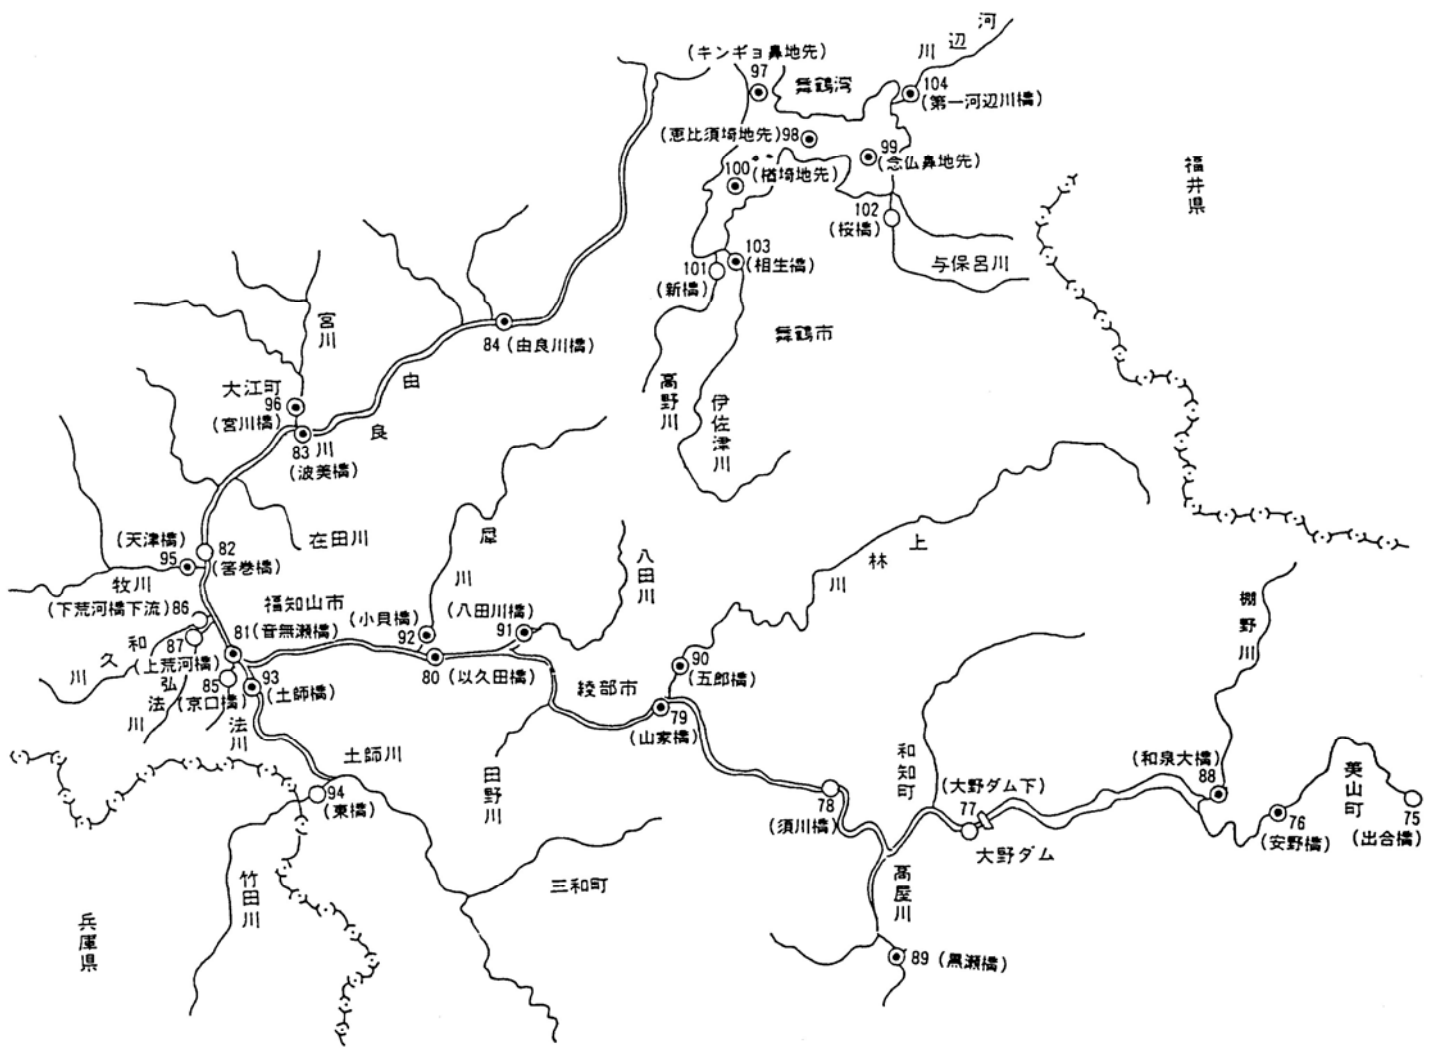 河辺川
(キンギョ鼻地先)
97
舞鶴湾
104
(第一河辺川橋)
(恵比須埼地先)98
99
(念仏鼻地先)
100(楢埼地先)
福井県
102
(桜橋)
与保呂川
103
(相生橋)
101
(新橋)
舞鶴市
宮川
84(由良川橋)
大江町
96
(宮川橋)
高野川
伊佐津川
由良川
83
(波美橋)
在田川
(天津橋)
95
82
(筈巻橋)
牧川
(下荒河橋下流)86
福知山市
犀川
八田川
上林川
81(音無瀬橋)
(小貝橋)
92
(八田川橋)
91
87
(上荒河橋)
和久川
弘法川
85
(京口橋)
法川
93
(土師橋)
80(以久田橋)
綾部市
90
(五郎橋)
79
(山家橋)
棚野川
土師川
田野川
94
(東橋)
78
(須川橋)
和知町
(大野ダム下)
77
大野ダム
(和泉大橋)
88
美山町
76
(安野橋)
75
(出合橋)
竹田川
三和町
高屋川
兵庫県
89(黒瀬橋)